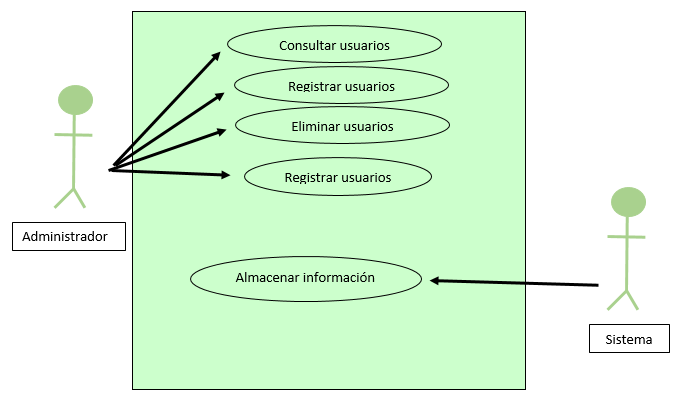 Consultar usuarios
Registrar usuarios
Eliminar usuarios
Registrar usuarios
Administrador
Almacenar información
Sistema